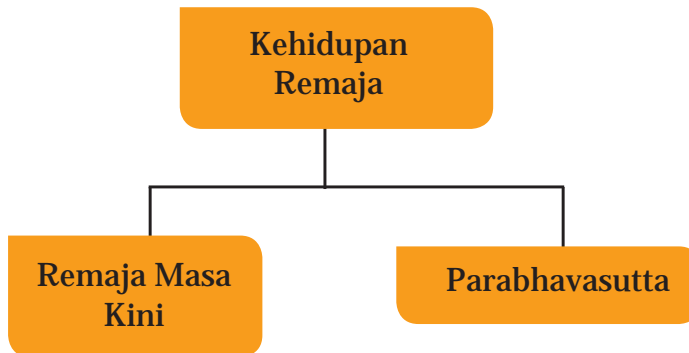 Kehidupan
Remaja
Remaja Masa
Kini
Parabhavasutta